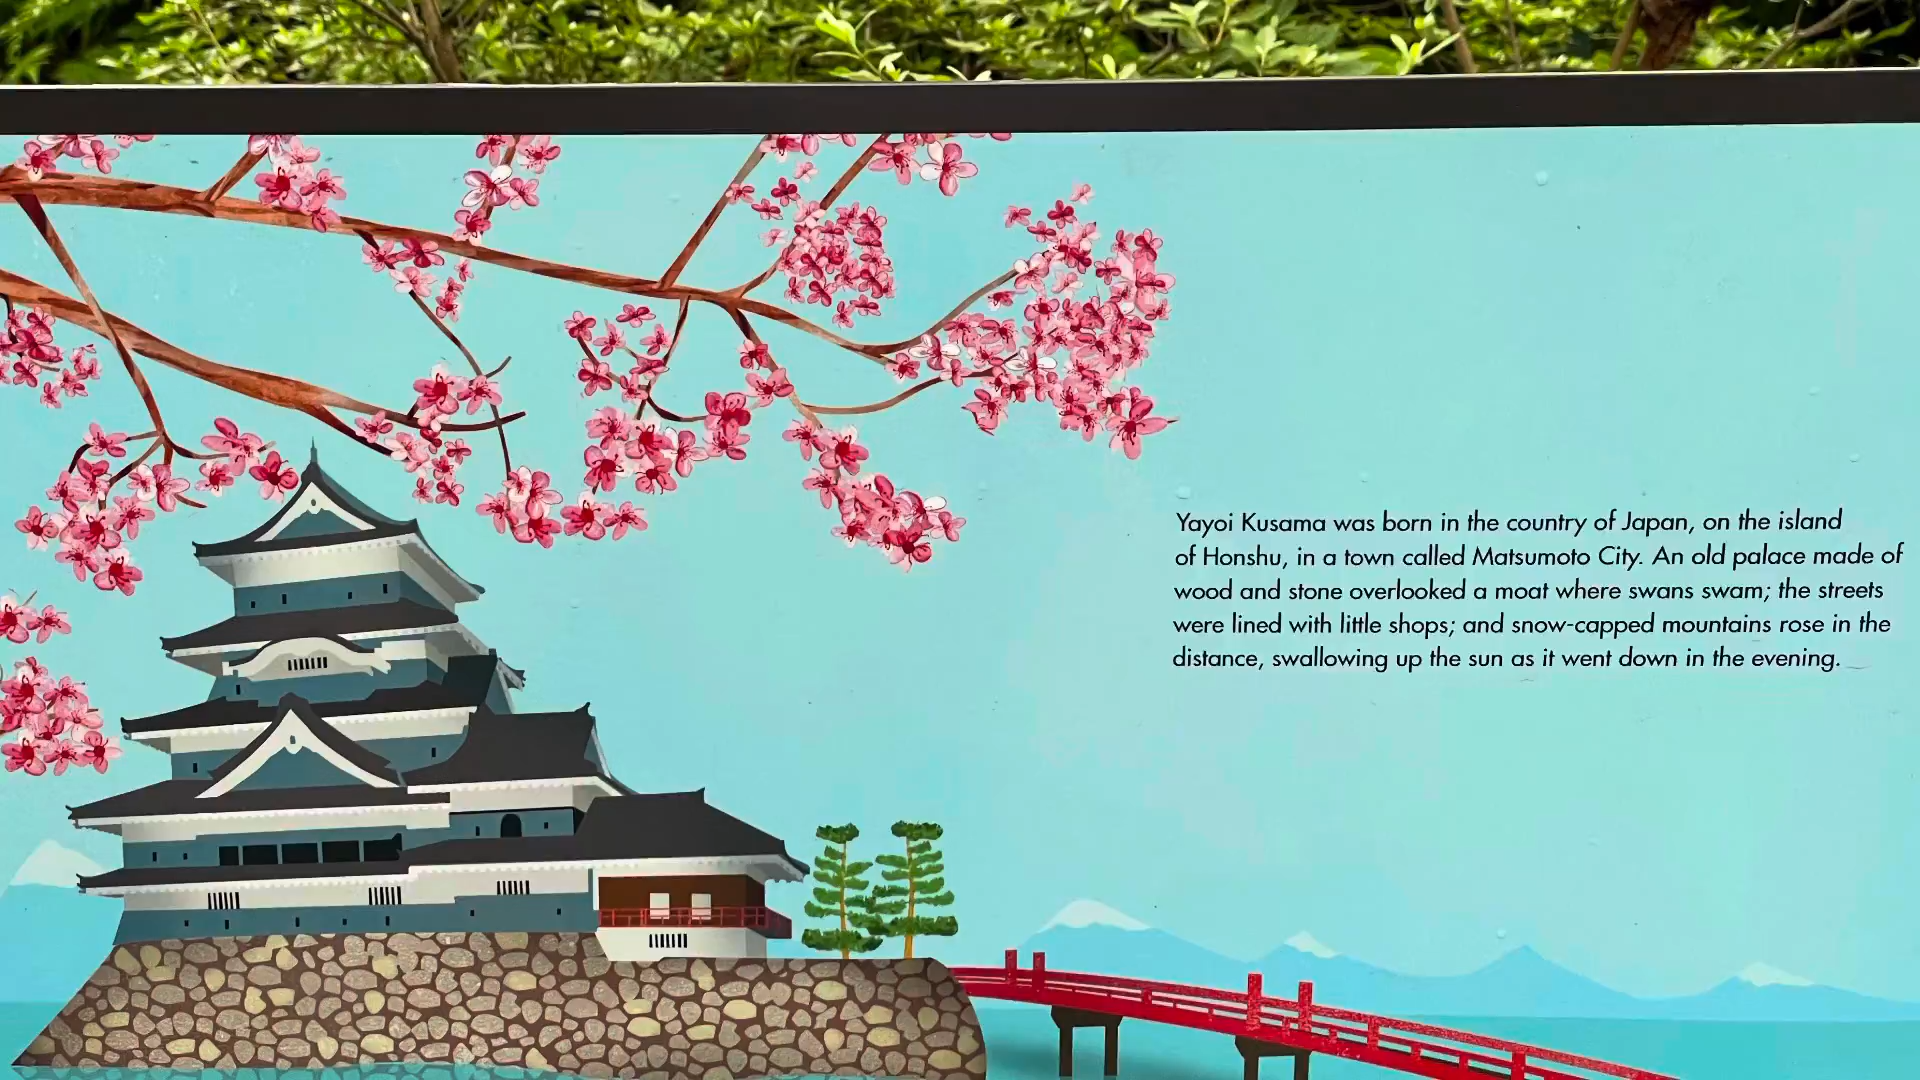 Yayoi Kusama was born in the country of Japan, on the island
of Honshu, in a town called Matsumoto City. An old palace made of
wood and stone overlooked a moat where swans swam; the streets
were lined with little shops; and snow-capped mountains rose in the
distance, swallowing up the sun as it went down in the evening.